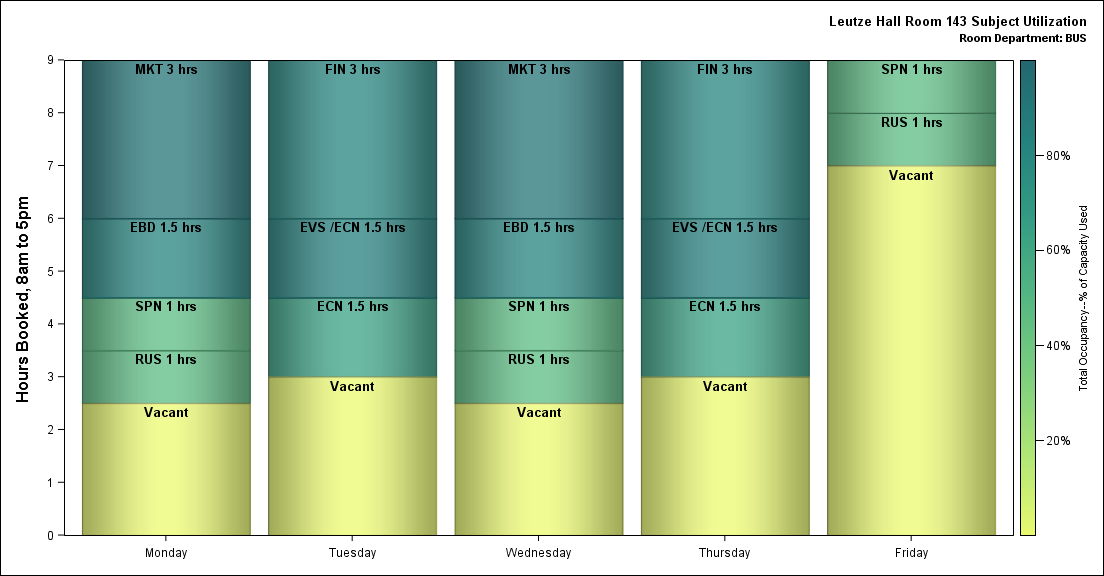 Leutze Hall Room 143 Subject Utilization
Room Department: BUS
Hours Booked, 8am to 5pm
9
8
7
6
5
4
3
2
1
0
MKT 3 hrs
EBD 1.5 hrs
SPN 1 hrs
RUS 1 hrs
Vacant
Monday
FIN 3 hrs
EVS /ECN 1.5 hrs
ECN 1.5 hrs
Vacant
Tuesday
MKT 3 hrs
EBD 1.5 hrs
SPN 1 hrs
RUS 1 hrs
Vacant
Wednesday
FIN 3 hrs
EVS /ECN 1.5 hrs
ECN 1.5 hrs
Vacant
Thursday
SPN 1 hrs
RUS 1 hrs
Vacant
Friday
80%
60%
40%
20%
Total Occupancy--% of Capacity Used